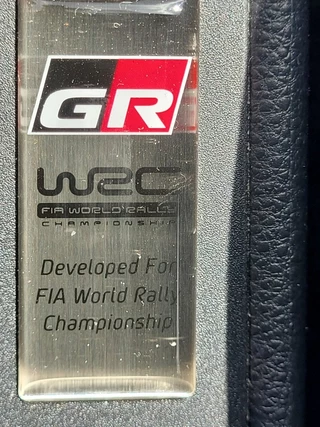 GR
WRC
FIA WORLD RALLY
CHAMPIONSHIP
Developed For
FIA World Rally
Championship